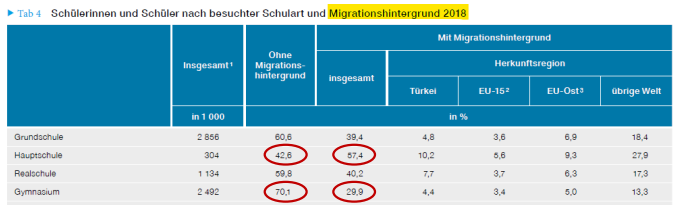 ▶ Tab 4 Schülerinnen und Schüler nach besuchter Schulart und Migrationshintergrund 2018
Mit Migrationshintergrund
Insgesamt¹ Ohne Migrations-hintergrund insgesamt Herkunftsregion
Türkei EU-15² EU-Ost³ übrige Welt
in 1 000 in %
Grundschule 2 856 60,6 39,4 4,8 3,6 6,9 18,4
Hauptschule 304 42,6 57,4 10,2 5,6 9,3 27,9
Realschule 1 134 59,8 40,2 7,7 3,7 6,3 17,3
Gymnasium 2 492 70,1 29,9 4,4 3,4 5,0 13,3